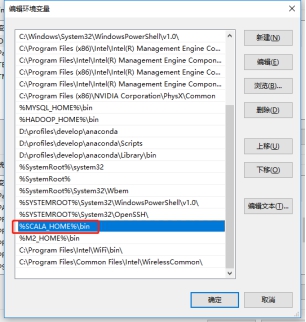 编辑环境变量
C:\Windows\System32\WindowsPowerShell\v1.0\
C:\Program Files (x86)\Intel\Intel(R) Management Engine Co...
C:\Program Files\Intel\Intel(R) Management Engine Compon...
C:\Program Files (x86)\Intel\Intel(R) Management Engine Co...
C:\Program Files\Intel\Intel(R) Management Engine Compon...
C:\Program Files (x86)\NVIDIA Corporation\PhysX\Common
%MYSQL_HOME%\bin
%HADOOP_HOME%\bin
D:\profiles\develop\anaconda
D:\profiles\develop\anaconda\Scripts
D:\profiles\develop\anaconda\Library\bin
%SystemRoot%\system32
%SystemRoot%
%SystemRoot%\System32\Wbem
%SYSTEMROOT%\System32\WindowsPowerShell\v1.0\
%SYSTEMROOT%\System32\OpenSSH\
%SCALA_HOME%\bin
%M2_HOME%\bin
C:\Program Files\Intel\WiFi\bin\
C:\Program Files\Common Files\Intel\WirelessCommon\
新建(N)
编辑(E)
浏览(B)...
删除(D)
上移(U)
下移(O)
编辑文本(T)...
确定
取消